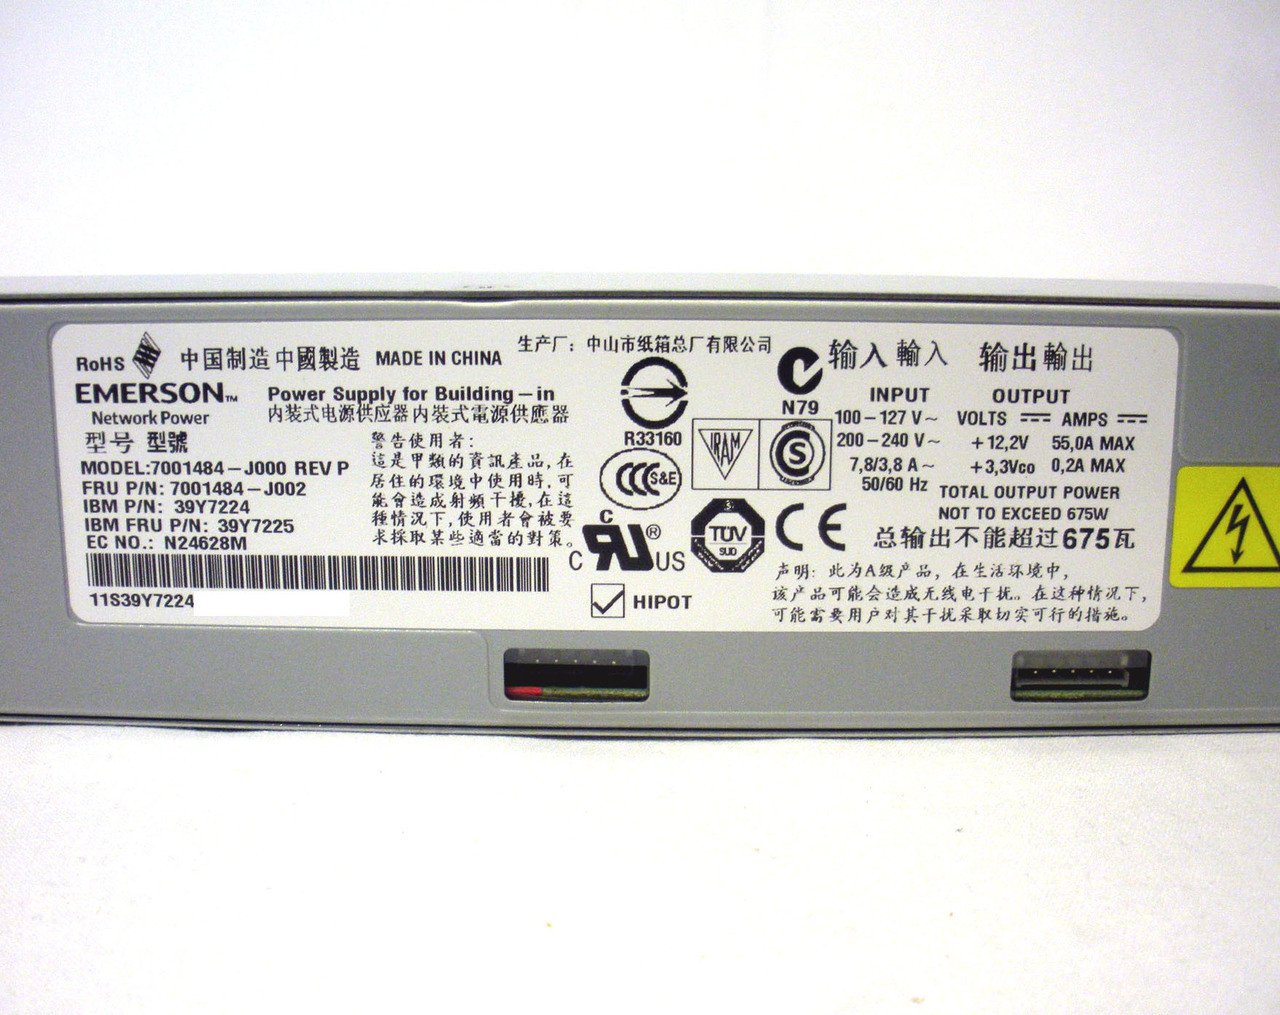 RoHS 中国制造 中國製造 MADE IN CHINA
EMERSON™
Network Power
Power Supply for Building-in
内装式电源供应器 内裝式電源供應器
型号 型號
MODEL:7001484-J000 REV P
FRU P/N: 7001484-J002
IBM P/N: 39Y7224
IBM FRU P/N: 39Y7225
EC NO.: N24628M
11S39Y7224
警告使用者:
這是甲類的資訊產品,在
居住的環境中使用時,可
能會造成射頻干擾,在這
種情況下,使用者會被要
求採取某些適當的對策。
生产厂: 中山市纸箱总厂有限公司
R33160
N79
CCC S&E
IRAM
S
C RU® US
TÜV
SÜD
CE
HIPOT
输入 輸入
INPUT
100-127 V~
200-240 V~
7,8/3,8 A~
50/60 Hz
输出 輸出
OUTPUT
VOLTS AMPS
+12,2V 55,0A MAX
+3,3Vco 0,2A MAX
TOTAL OUTPUT POWER
NOT TO EXCEED 675W
总输出不能超过675瓦
声明: 此为A级产品, 在生活环境中,
该产品可能会造成无线电干扰。在这种情况下,
可能需要用户对其干扰采取切实可行的措施。